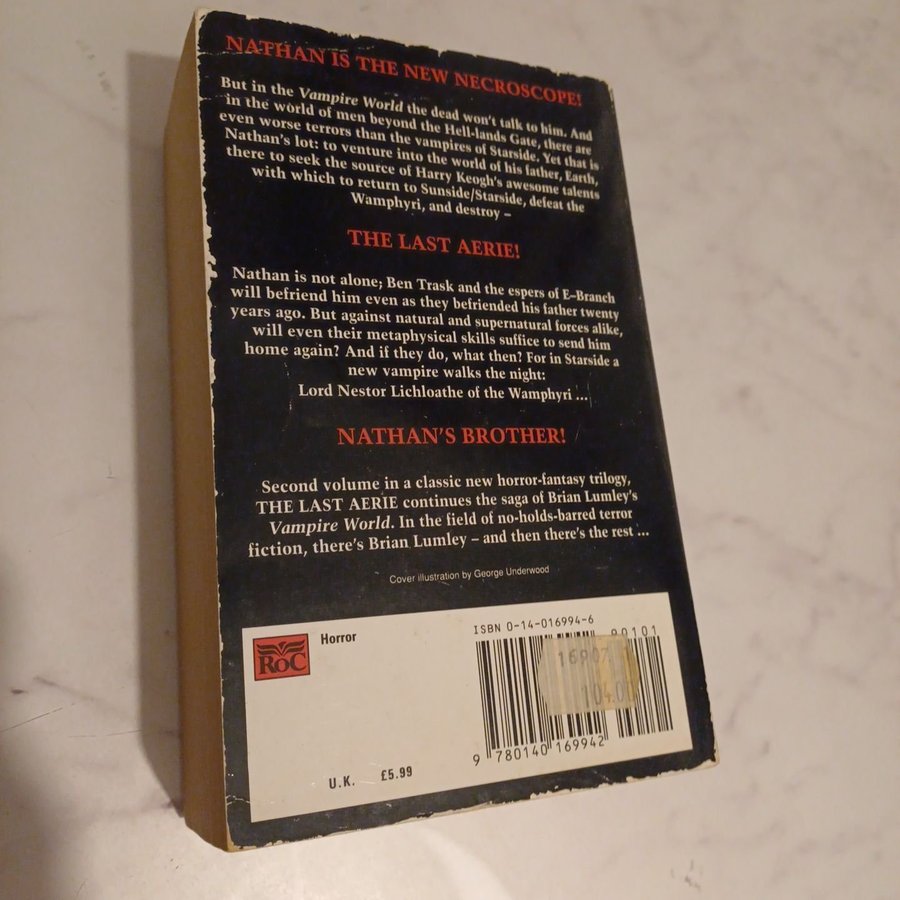 NATHAN IS THE NEW NECROSCOPE!
But in the Vampire World the dead won't talk to him. And
in the world of men beyond the Hell-lands Gate, there are
even worse terrors than the vampires of Starside. Yet that is
Nathan's lot: to venture into the world of his father, Earth,
there to seek the source of Harry Keogh's awesome talents
with which to return to Sunside/Starside, defeat the
Wamphyri, and destroy –
THE LAST AERIE!
Nathan is not alone; Ben Trask and the espers of E–Branch
will befriend him even as they befriended his father twenty
years ago. But against natural and supernatural forces alike,
will even their metaphysical skills suffice to send him
home again? And if they do, what then? For in Starside a
new vampire walks the night:
Lord Nestor Lichloathe of the Wamphyri ...
NATHAN'S BROTHER!
Second volume in a classic new horror-fantasy trilogy,
THE LAST AERIE continues the saga of Brian Lumley's
Vampire World. In the field of no-holds-barred terror
fiction, there's Brian Lumley – and then there's the rest ...
Cover illustration by George Underwood
ROC
Horror
ISBN 0-14-016994-6
90101
9 780140 169942
U.K. £5.99